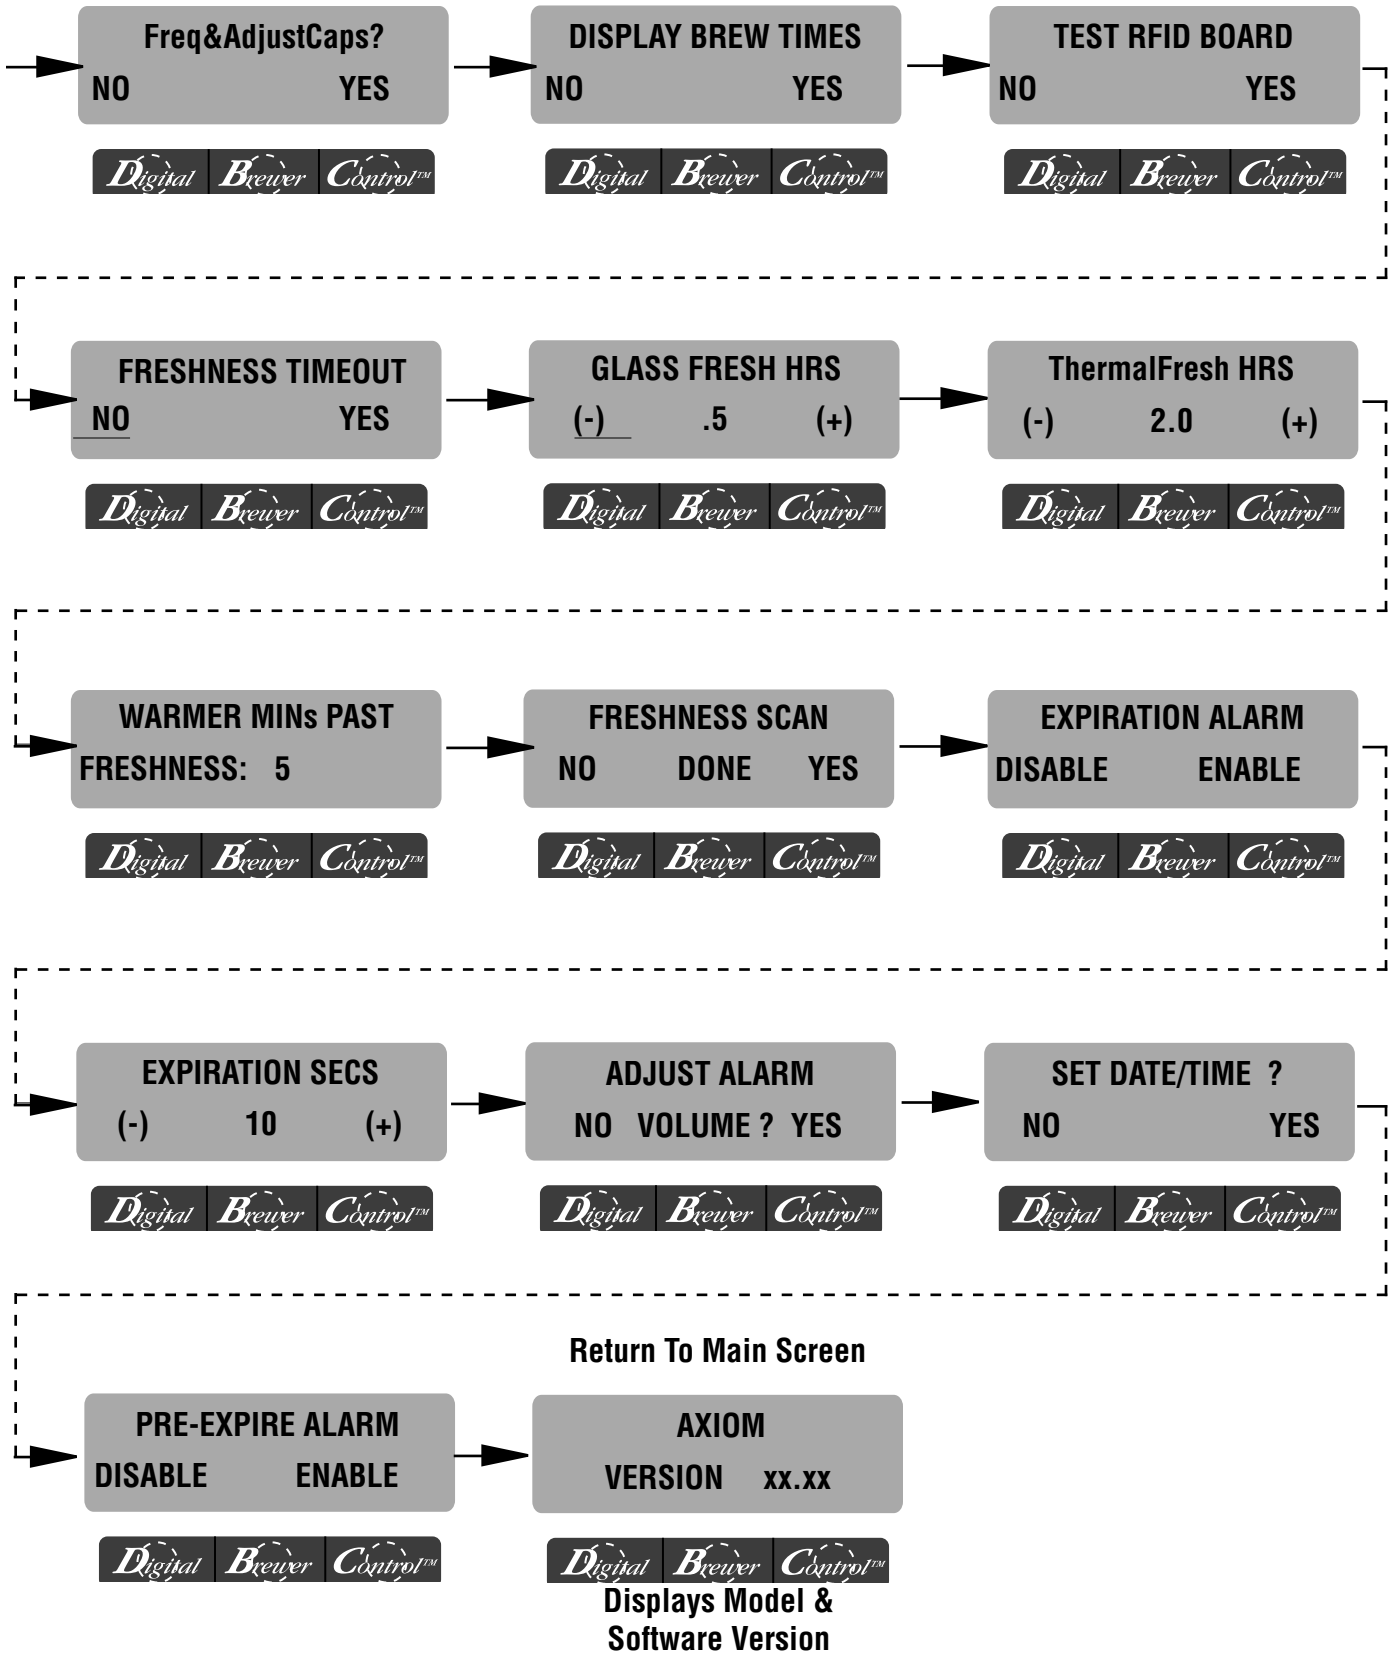 Freq&AdjustCaps?
NO YES
Digital Brewer Control™
DISPLAY BREW TIMES
NO YES
Digital Brewer Control™
TEST RFID BOARD
NO YES
Digital Brewer Control™
FRESHNESS TIMEOUT
NO YES
Digital Brewer Control™
GLASS FRESH HRS
(-) .5 (+)
Digital Brewer Control™
ThermalFresh HRS
(-) 2.0 (+)
Digital Brewer Control™
WARMER MINs PAST
FRESHNESS: 5
Digital Brewer Control™
FRESHNESS SCAN
NO DONE YES
Digital Brewer Control™
EXPIRATION ALARM
DISABLE ENABLE
Digital Brewer Control™
EXPIRATION SECS
(-) 10 (+)
Digital Brewer Control™
ADJUST ALARM
NO VOLUME ? YES
Digital Brewer Control™
SET DATE/TIME ?
NO YES
Digital Brewer Control™
PRE-EXPIRE ALARM
DISABLE ENABLE
Digital Brewer Control™
Return To Main Screen
AXIOM
VERSION xx.xx
Digital Brewer Control™
Displays Model &
Software Version